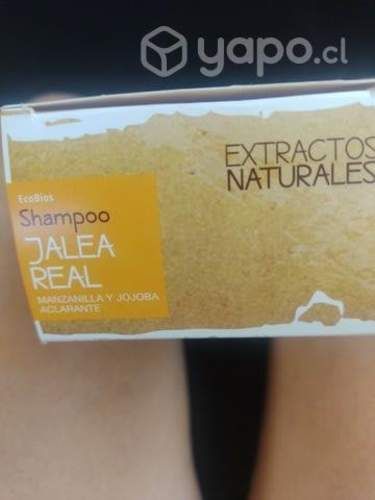 yapo.cl
EXTRACTOS
NATURALES
EcoBios
Shampoo
JALEA
REAL
MANZANILLA Y JOJOBA
ACLARANTE